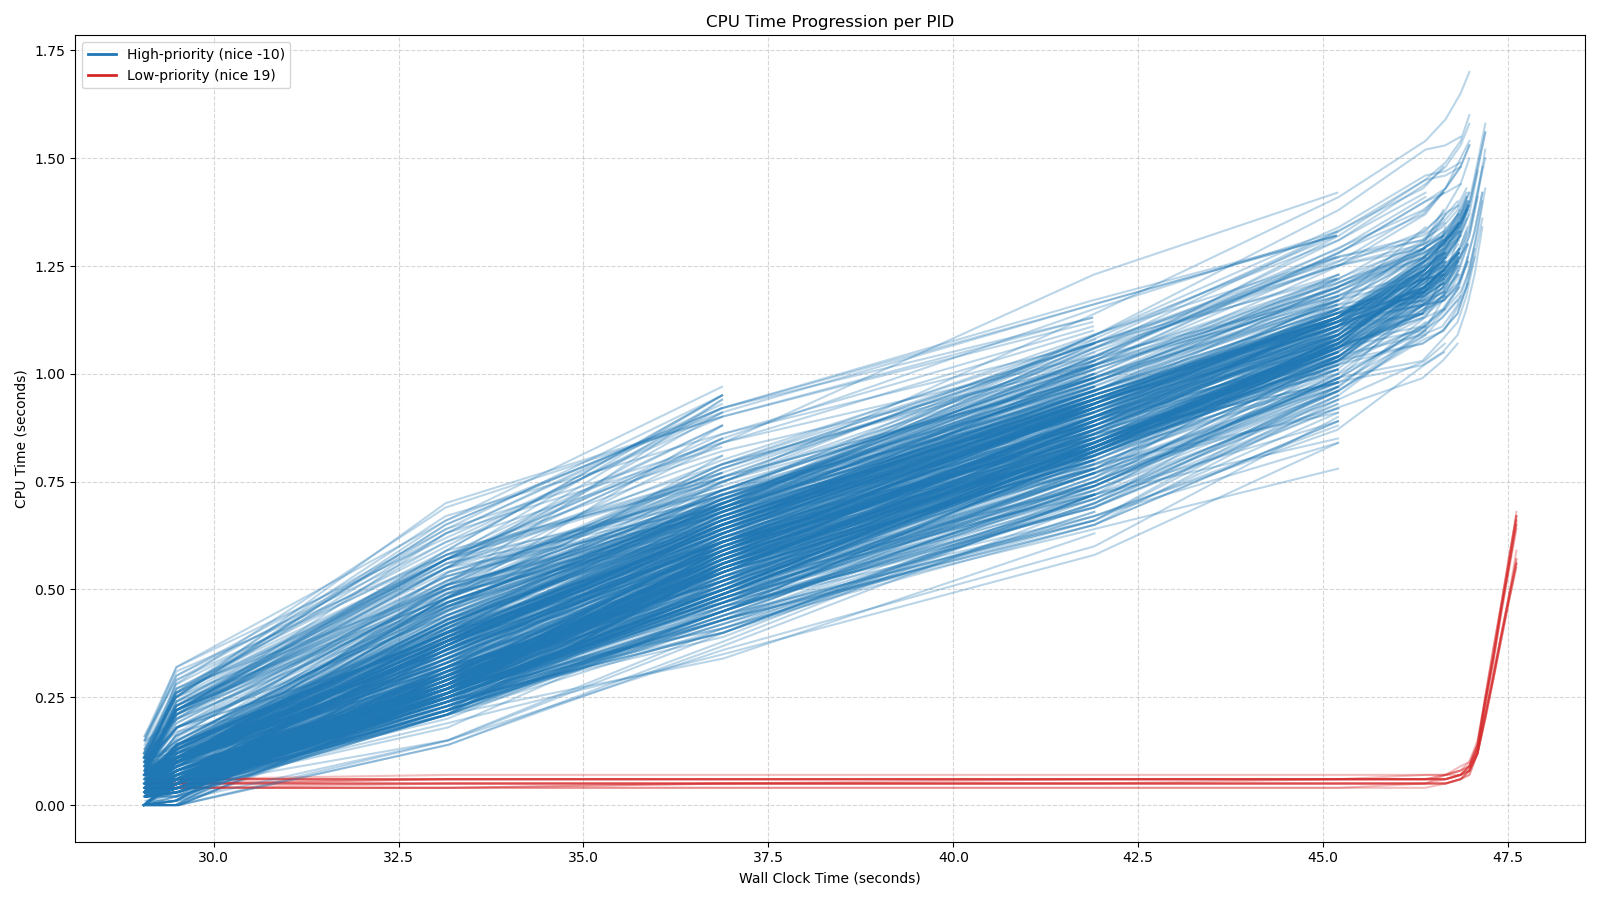 CPU Time Progression per PID
High-priority (nice -10)
Low-priority (nice 19)
CPU Time (seconds)
1.75
1.50
1.25
1.00
0.75
0.50
0.25
0.00
30.0 32.5 35.0 37.5 40.0 42.5 45.0 47.5
Wall Clock Time (seconds)